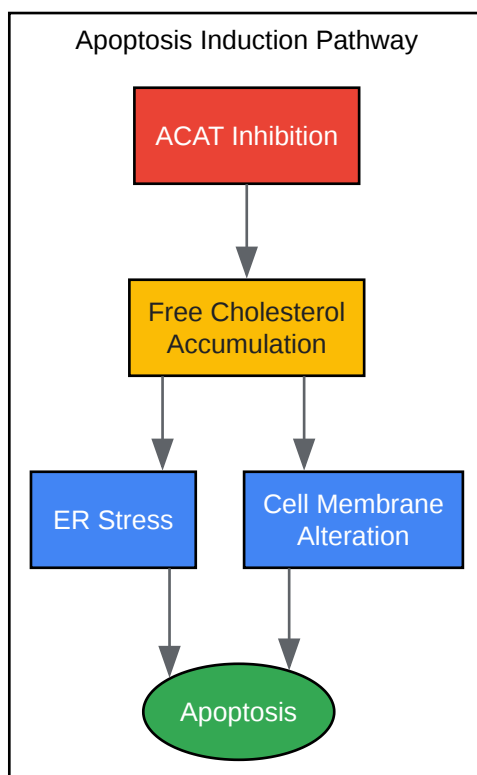 Apoptosis Induction Pathway
ACAT Inhibition
Free Cholesterol
Accumulation
ER Stress
Cell Membrane
Alteration
Apoptosis